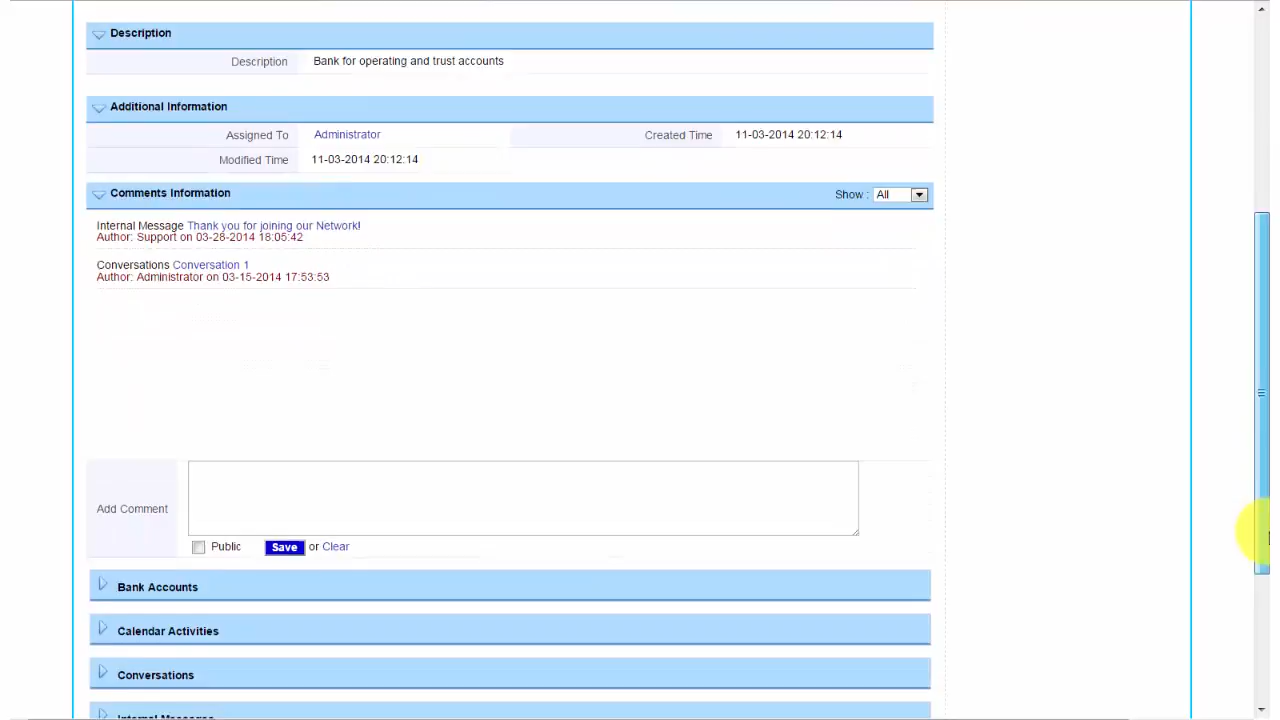 Description
Description Bank for operating and trust accounts
Additional Information
Assigned To Administrator Created Time 11-03-2014 20:12:14
Modified Time 11-03-2014 20:12:14
Comments Information Show : All
Internal Message Thank you for joining our Network!
Author: Support on 03-28-2014 18:05:42
Conversations Conversation 1
Author: Administrator on 03-15-2014 17:53:53
Add Comment
Public Save or Clear
Bank Accounts
Calendar Activities
Conversations
Internal Messages